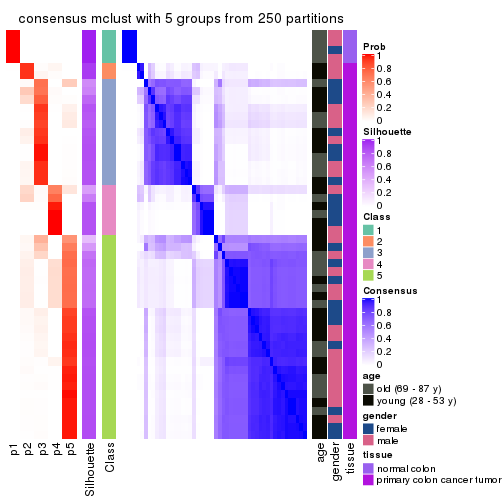 consensus mclust with 5 groups from 250 partitions
Prob
1
0.8
0.6
0.4
0.2
0
Silhouette
1
0.8
0.6
0.4
0.2
0
Class
1
2
3
4
5
Consensus
1
0.8
0.6
0.4
0.2
0
age
old (69 - 87 y)
young (28 - 53 y)
gender
female
male
tissue
normal colon
primary colon cancer tumor
p1
p2
p3
p4
p5
Silhouette
Class
age
gender
tissue